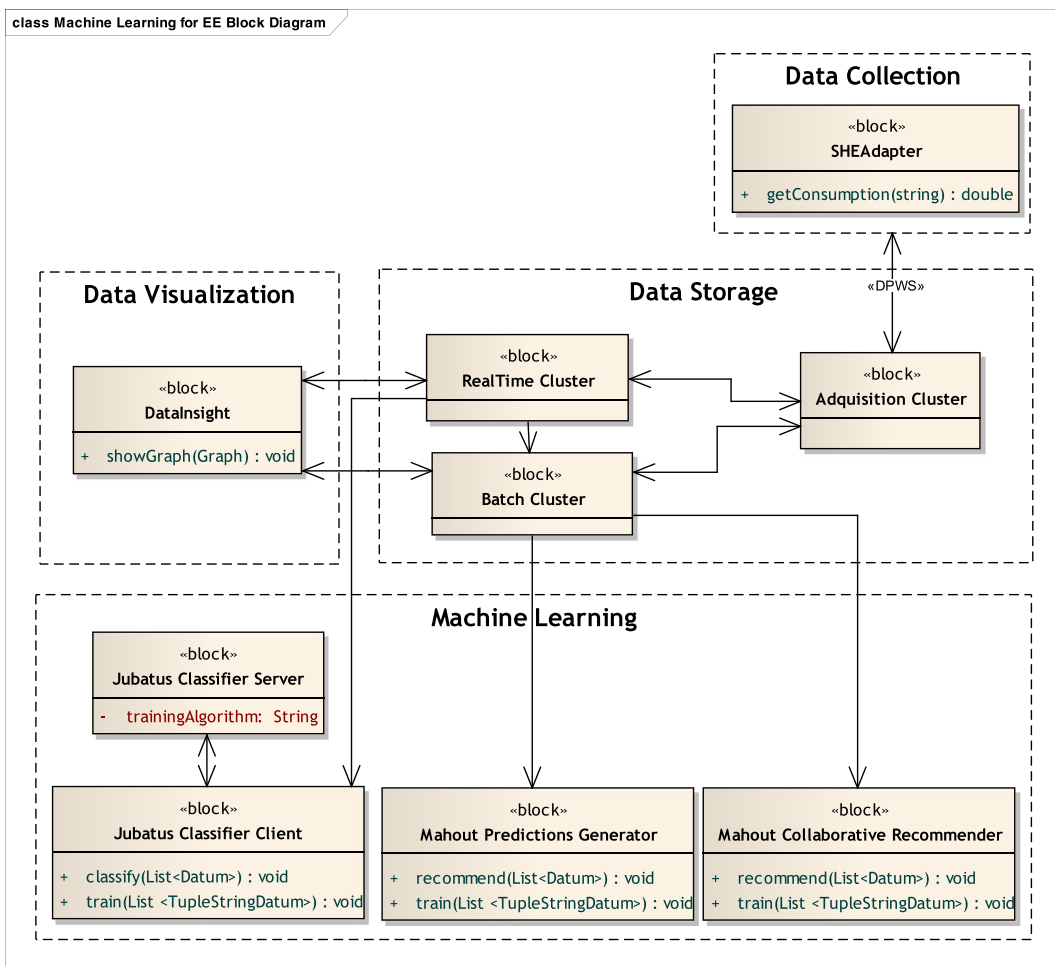 class Machine Learning for EE Block Diagram
Data Collection
«block»
SHEAdapter
+ getConsumption(string) : double
«DPWS»
Data Visualization
«block»
DataInsight
+ showGraph(Graph) : void
Data Storage
«block»
RealTime Cluster
«block»
Adquisition Cluster
«block»
Batch Cluster
Machine Learning
«block»
Jubatus Classifier Server
- trainingAlgorithm: String
«block»
Jubatus Classifier Client
+ classify(List<Datum>) : void
+ train(List <TupleStringDatum>) : void
«block»
Mahout Predictions Generator
+ recommend(List<Datum>) : void
+ train(List <TupleStringDatum>) : void
«block»
Mahout Collaborative Recommender
+ recommend(List<Datum>) : void
+ train(List <TupleStringDatum>) : void